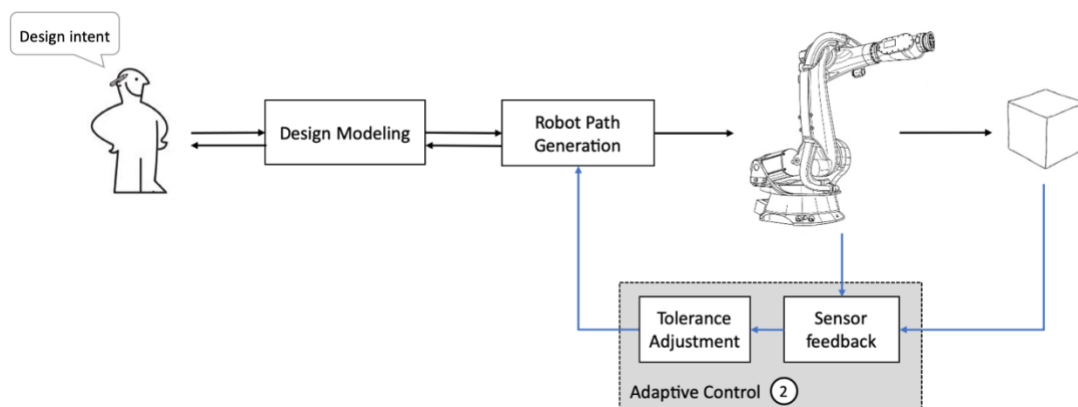 Design intent
Design Modeling
Robot Path
Generation
Tolerance
Adjustment
Sensor
feedback
Adaptive Control 2